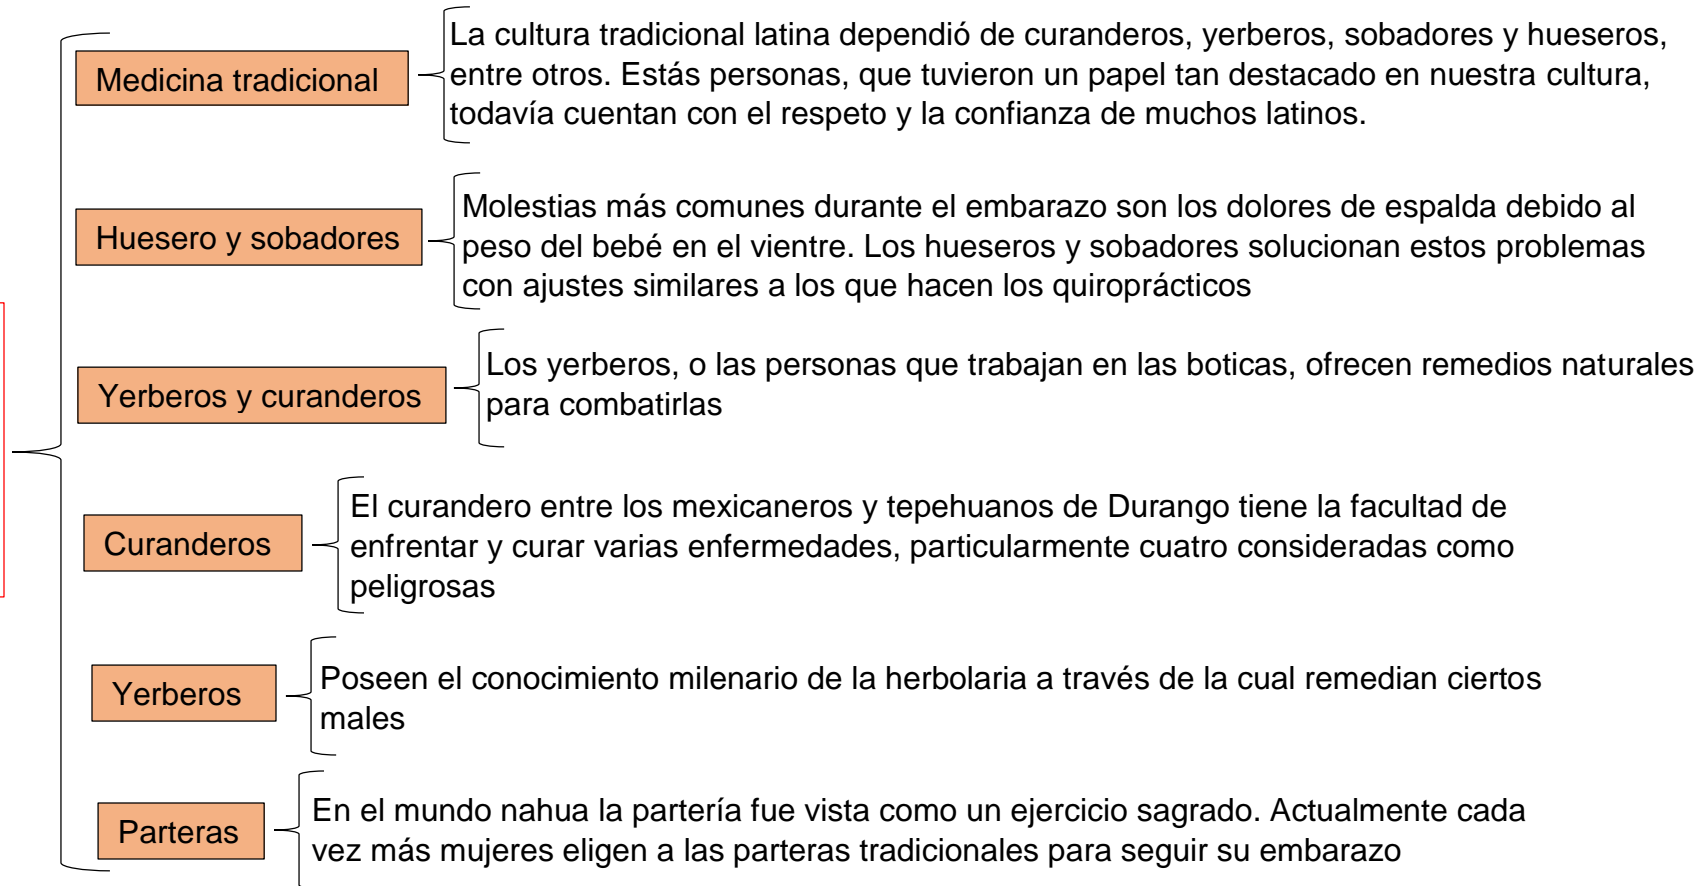 Medicina tradicional
La cultura tradicional latina dependió de curanderos, yerberos, sobadores y hueseros,
entre otros. Estás personas, que tuvieron un papel tan destacado en nuestra cultura,
todavía cuentan con el respeto y la confianza de muchos latinos.
Huesero y sobadores
Molestias más comunes durante el embarazo son los dolores de espalda debido al
peso del bebé en el vientre. Los hueseros y sobadores solucionan estos problemas
con ajustes similares a los que hacen los quiroprácticos
Yerberos y curanderos
Los yerberos, o las personas que trabajan en las boticas, ofrecen remedios naturales
para combatirlas
Curanderos
El curandero entre los mexicaneros y tepehuanos de Durango tiene la facultad de
enfrentar y curar varias enfermedades, particularmente cuatro consideradas como
peligrosas
Yerberos
Poseen el conocimiento milenario de la herbolaria a través de la cual remedian ciertos
males
Parteras
En el mundo nahua la partería fue vista como un ejercicio sagrado. Actualmente cada
vez más mujeres eligen a las parteras tradicionales para seguir su embarazo